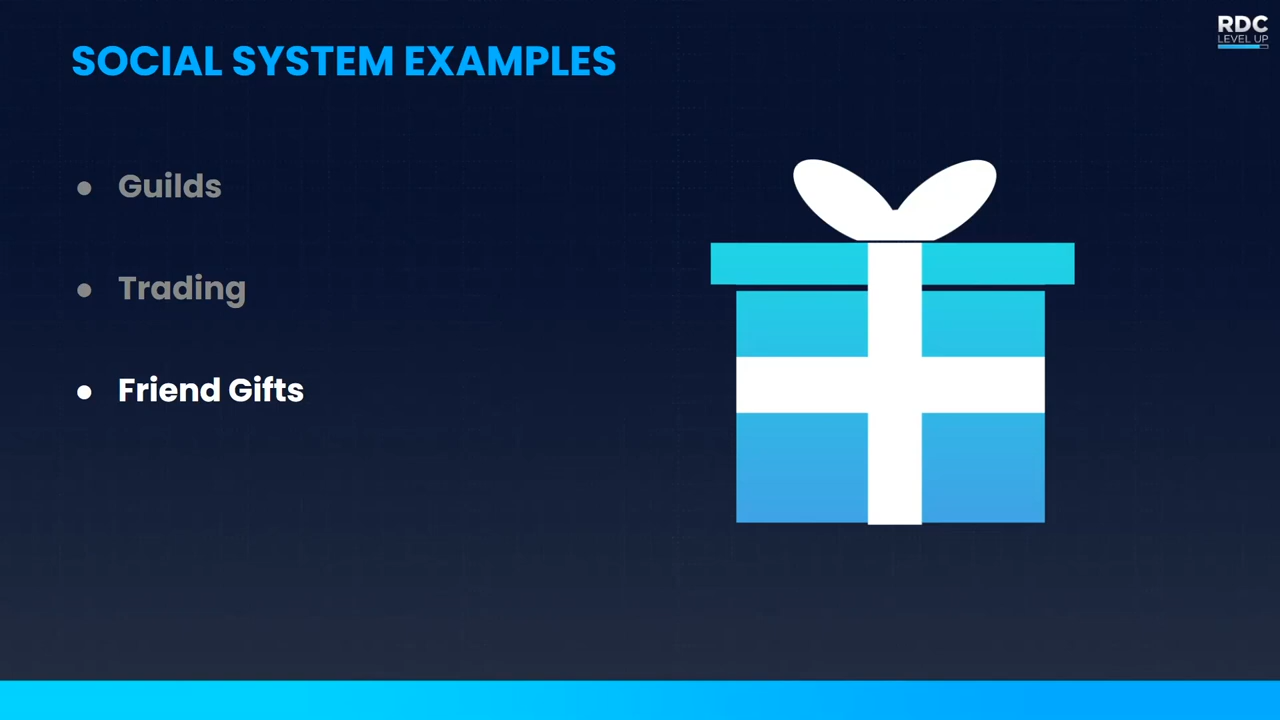 RDC
LEVEL UP
SOCIAL SYSTEM EXAMPLES
● Guilds
● Trading
● Friend Gifts